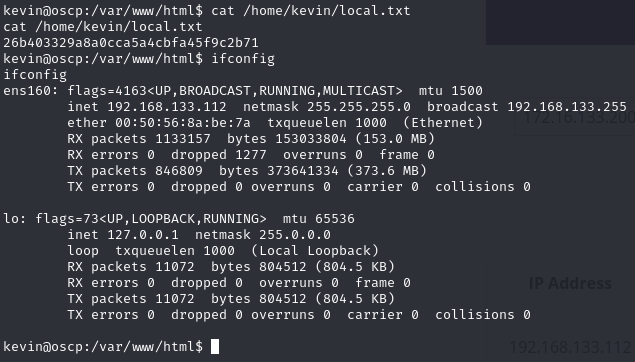 kevin@oscp:/var/www/html$ cat /home/kevin/local.txt
cat /home/kevin/local.txt
26b403329a8a0cca5a4cbfa45f9c2b71
kevin@oscp:/var/www/html$ ifconfig
ifconfig
ens160: flags=4163<UP,BROADCAST,RUNNING,MULTICAST>  mtu 1500
        inet 192.168.133.112  netmask 255.255.255.0  broadcast 192.168.133.255
        ether 00:50:56:8a:be:7a  txqueuelen 1000  (Ethernet)
        RX packets 1133157  bytes 153033804 (153.0 MB)
        RX errors 0  dropped 1277  overruns 0  frame 0
        TX packets 846809  bytes 373641334 (373.6 MB)
        TX errors 0  dropped 0 overruns 0  carrier 0  collisions 0
172.16.133.200
lo: flags=73<UP,LOOPBACK,RUNNING>  mtu 65536
        inet 127.0.0.1  netmask 255.0.0.0
        loop  txqueuelen 1000  (Local Loopback)
        RX packets 11072  bytes 804512 (804.5 KB)
        RX errors 0  dropped 0  overruns 0  frame 0
        TX packets 11072  bytes 804512 (804.5 KB)
        TX errors 0  dropped 0 overruns 0  carrier 0  collisions 0
IP Address
kevin@oscp:/var/www/html$
192.168.133.112